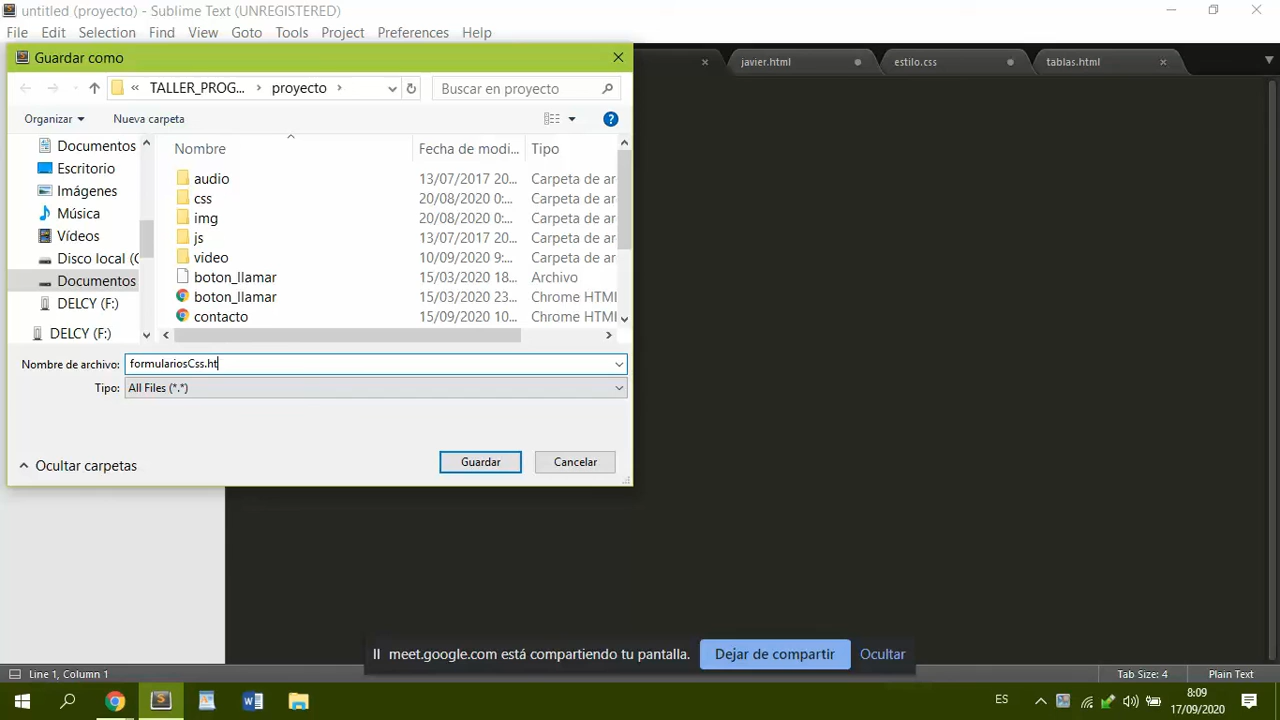 untitled (proyecto) - Sublime Text (UNREGISTERED)
File Edit Selection Find View Goto Tools Project Preferences Help
Guardar como
javier.html estilo.css tablas.html
« TALLER_PROG... > proyecto > Buscar en proyecto
Organizar Nueva carpeta
Documentos
Escritorio
Imágenes
Música
Vídeos
Disco local (C
Documentos
DELCY (F:)
DELCY (F:)
Nombre Fecha de modi... Tipo
audio 13/07/2017 20... Carpeta de ar
css 20/08/2020 0:... Carpeta de ar
img 20/08/2020 0:... Carpeta de ar
js 13/07/2017 20... Carpeta de ar
video 10/09/2020 9:... Carpeta de ar
boton_llamar 15/03/2020 18... Archivo
boton_llamar 15/03/2020 23... Chrome HTM
contacto 15/09/2020 10... Chrome HTM
Nombre de archivo: formulariosCss.ht
Tipo: All Files (*.*)
Ocultar carpetas Guardar Cancelar
meet.google.com está compartiendo tu pantalla. Dejar de compartir Ocultar
Line 1, Column 1 Tab Size: 4 Plain Text
ES 8:09
17/09/2020